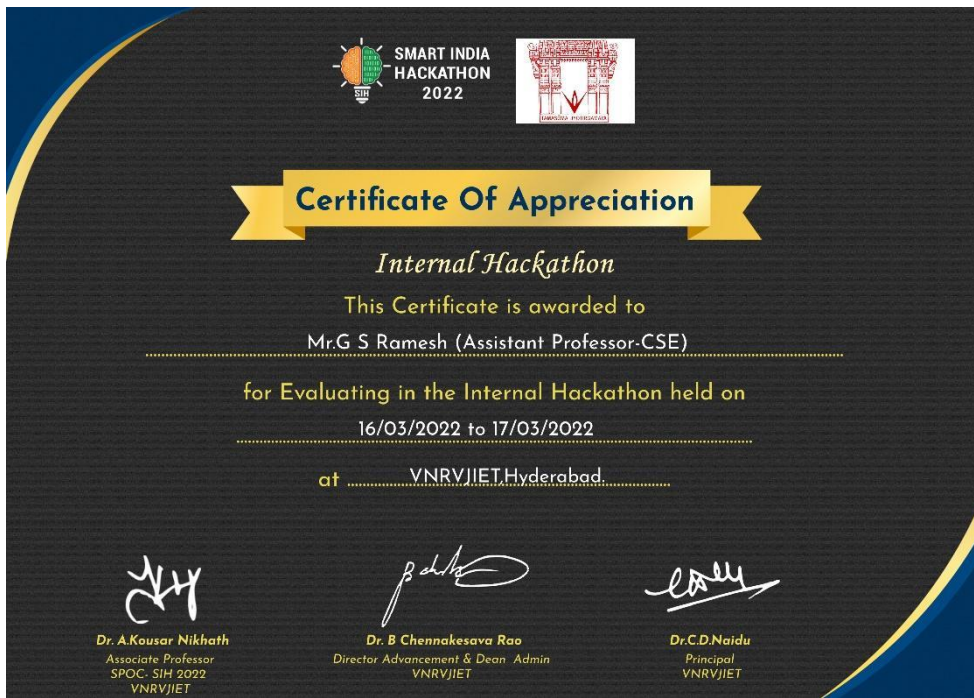 SMART INDIA
HACKATHON
2022
SIH
Certificate Of Appreciation
Internal Hackathon
This Certificate is awarded to
Mr.G S Ramesh (Assistant Professor-CSE)
for Evaluating in the Internal Hackathon held on
16/03/2022 to 17/03/2022
at VNRVJIET,Hyderabad.
Dr. A.Kousar Nikhath
Associate Professor
SPOC- SIH 2022
VNRVJIET
Dr. B Chennakesava Rao
Director Advancement & Dean Admin
VNRVJIET
Dr.C.D.Naidu
Principal
VNRVJIET